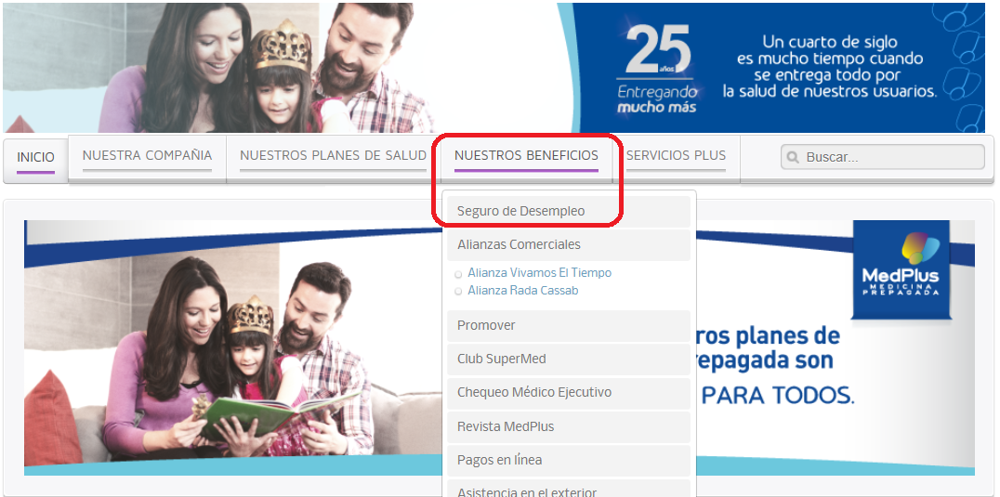 25
años
Entregando
mucho más
Un cuarto de siglo
es mucho tiempo cuando
se entrega todo por
la salud de nuestros usuarios.
INICIO
NUESTRA COMPAÑIA
NUESTROS PLANES DE SALUD
NUESTROS BENEFICIOS
SERVICIOS PLUS
Buscar...
Seguro de Desempleo
Alianzas Comerciales
Alianza Vivamos El Tiempo
Alianza Rada Cassab
Promover
Club SuperMed
Chequeo Médico Ejecutivo
Revista MedPlus
Pagos en línea
Asistencia en el exterior
MedPlus
MEDICINA
PREPAGADA
ros planes de
repagada son
PARA TODOS.